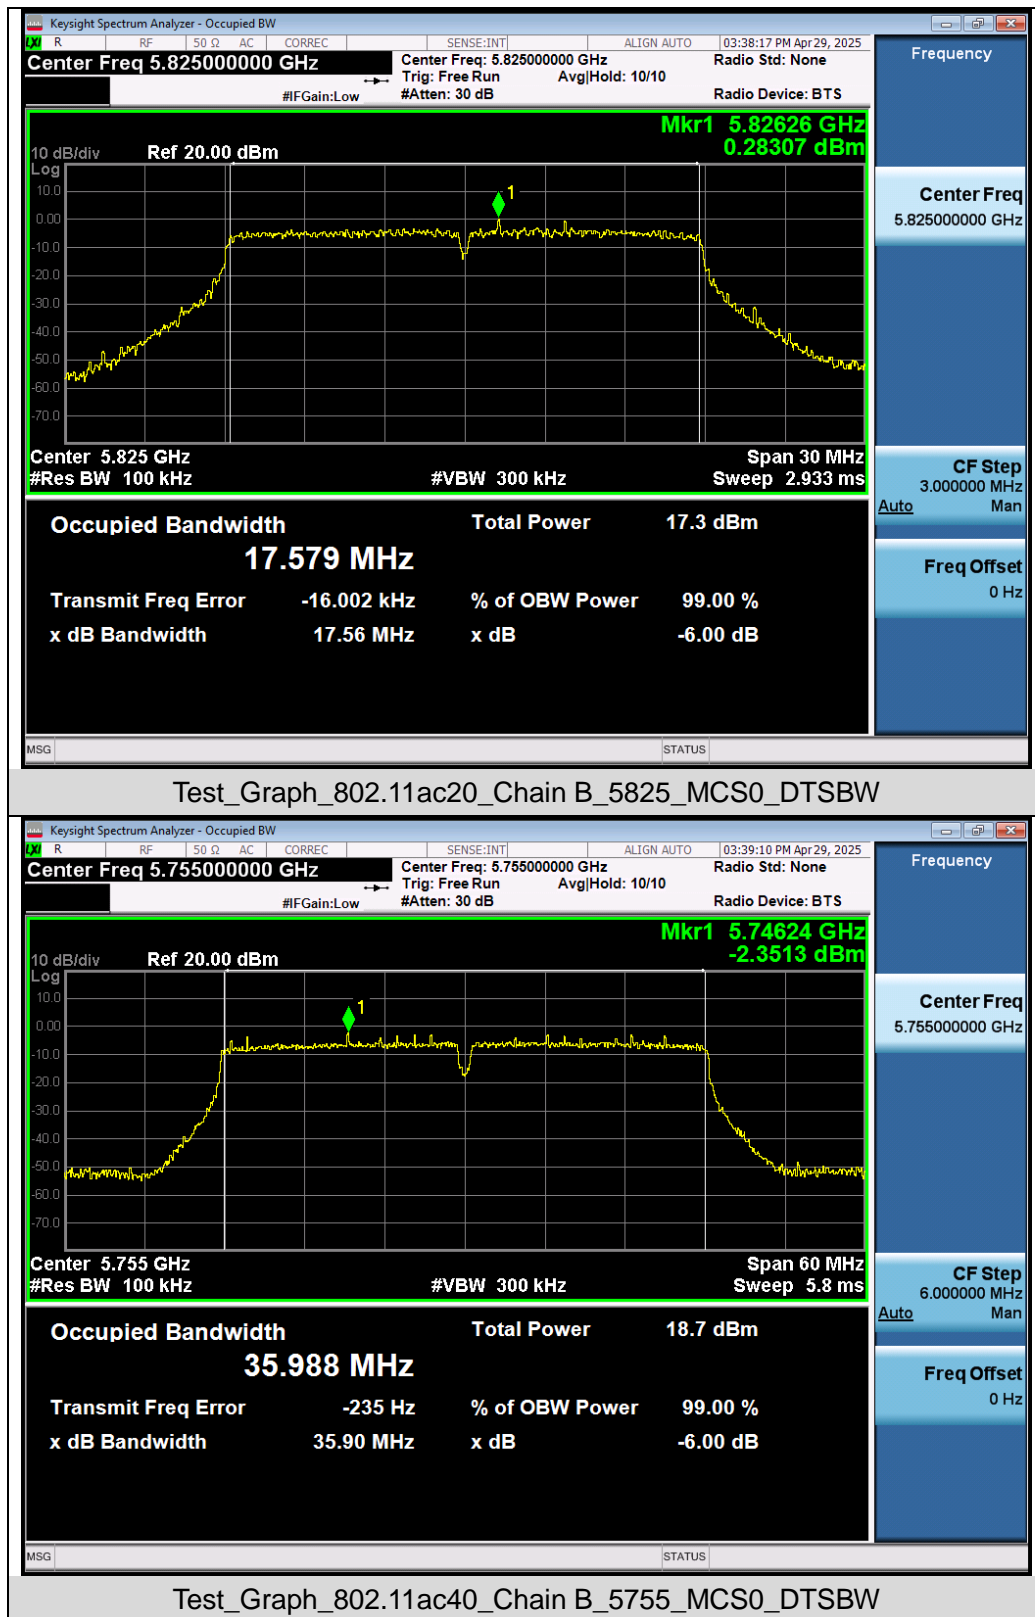 Keysight Spectrum Analyzer - Occupied BW
LXI R RF 50 Ω AC CORREC SENSE:INT ALIGN AUTO 03:38:17 PM Apr 29, 2025
Center Freq 5.825000000 GHz
Center Freq: 5.825000000 GHz Radio Std: None
Trig: Free Run Avg|Hold: 10/10
#IFGain:Low #Atten: 30 dB Radio Device: BTS
Frequency
Mkr1 5.82626 GHz
0.28307 dBm
10 dB/div Ref 20.00 dBm
Log
10.0
0.00
-10.0
-20.0
-30.0
-40.0
-50.0
-60.0
-70.0
1
Center Freq
5.825000000 GHz
Center 5.825 GHz Span 30 MHz
#Res BW 100 kHz #VBW 300 kHz Sweep 2.933 ms
CF Step
3.000000 MHz
Auto Man
Freq Offset
0 Hz
Occupied Bandwidth Total Power 17.3 dBm
17.579 MHz
Transmit Freq Error -16.002 kHz % of OBW Power 99.00 %
x dB Bandwidth 17.56 MHz x dB -6.00 dB
MSG STATUS
Test_Graph_802.11ac20_Chain B_5825_MCS0_DTSBW
Keysight Spectrum Analyzer - Occupied BW
LXI R RF 50 Ω AC CORREC SENSE:INT ALIGN AUTO 03:39:10 PM Apr 29, 2025
Center Freq 5.755000000 GHz
Center Freq: 5.755000000 GHz Radio Std: None
Trig: Free Run Avg|Hold: 10/10
#IFGain:Low #Atten: 30 dB Radio Device: BTS
Frequency
Mkr1 5.74624 GHz
-2.3513 dBm
10 dB/div Ref 20.00 dBm
Log
10.0
0.00
-10.0
-20.0
-30.0
-40.0
-50.0
-60.0
-70.0
1
Center Freq
5.755000000 GHz
Center 5.755 GHz Span 60 MHz
#Res BW 100 kHz #VBW 300 kHz Sweep 5.8 ms
CF Step
6.000000 MHz
Auto Man
Freq Offset
0 Hz
Occupied Bandwidth Total Power 18.7 dBm
35.988 MHz
Transmit Freq Error -235 Hz % of OBW Power 99.00 %
x dB Bandwidth 35.90 MHz x dB -6.00 dB
MSG STATUS
Test_Graph_802.11ac40_Chain B_5755_MCS0_DTSBW